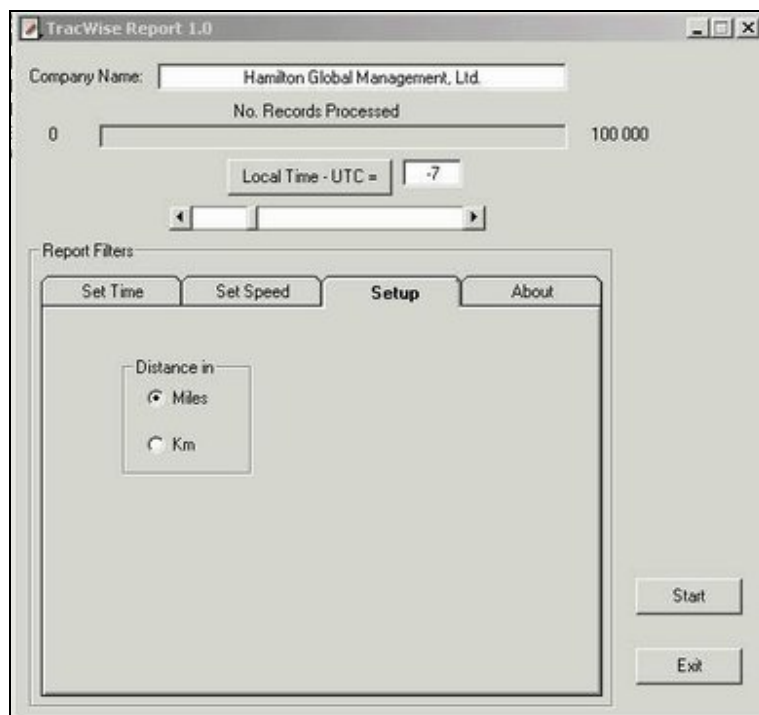 TracWise Report 1.0
Company Name: Hamilton Global Management, Ltd.
No. Records Processed
0 100 000
Local Time - UTC = -7
Report Filters
Set Time Set Speed Setup About
Distance in
Miles
Km
Start
Exit